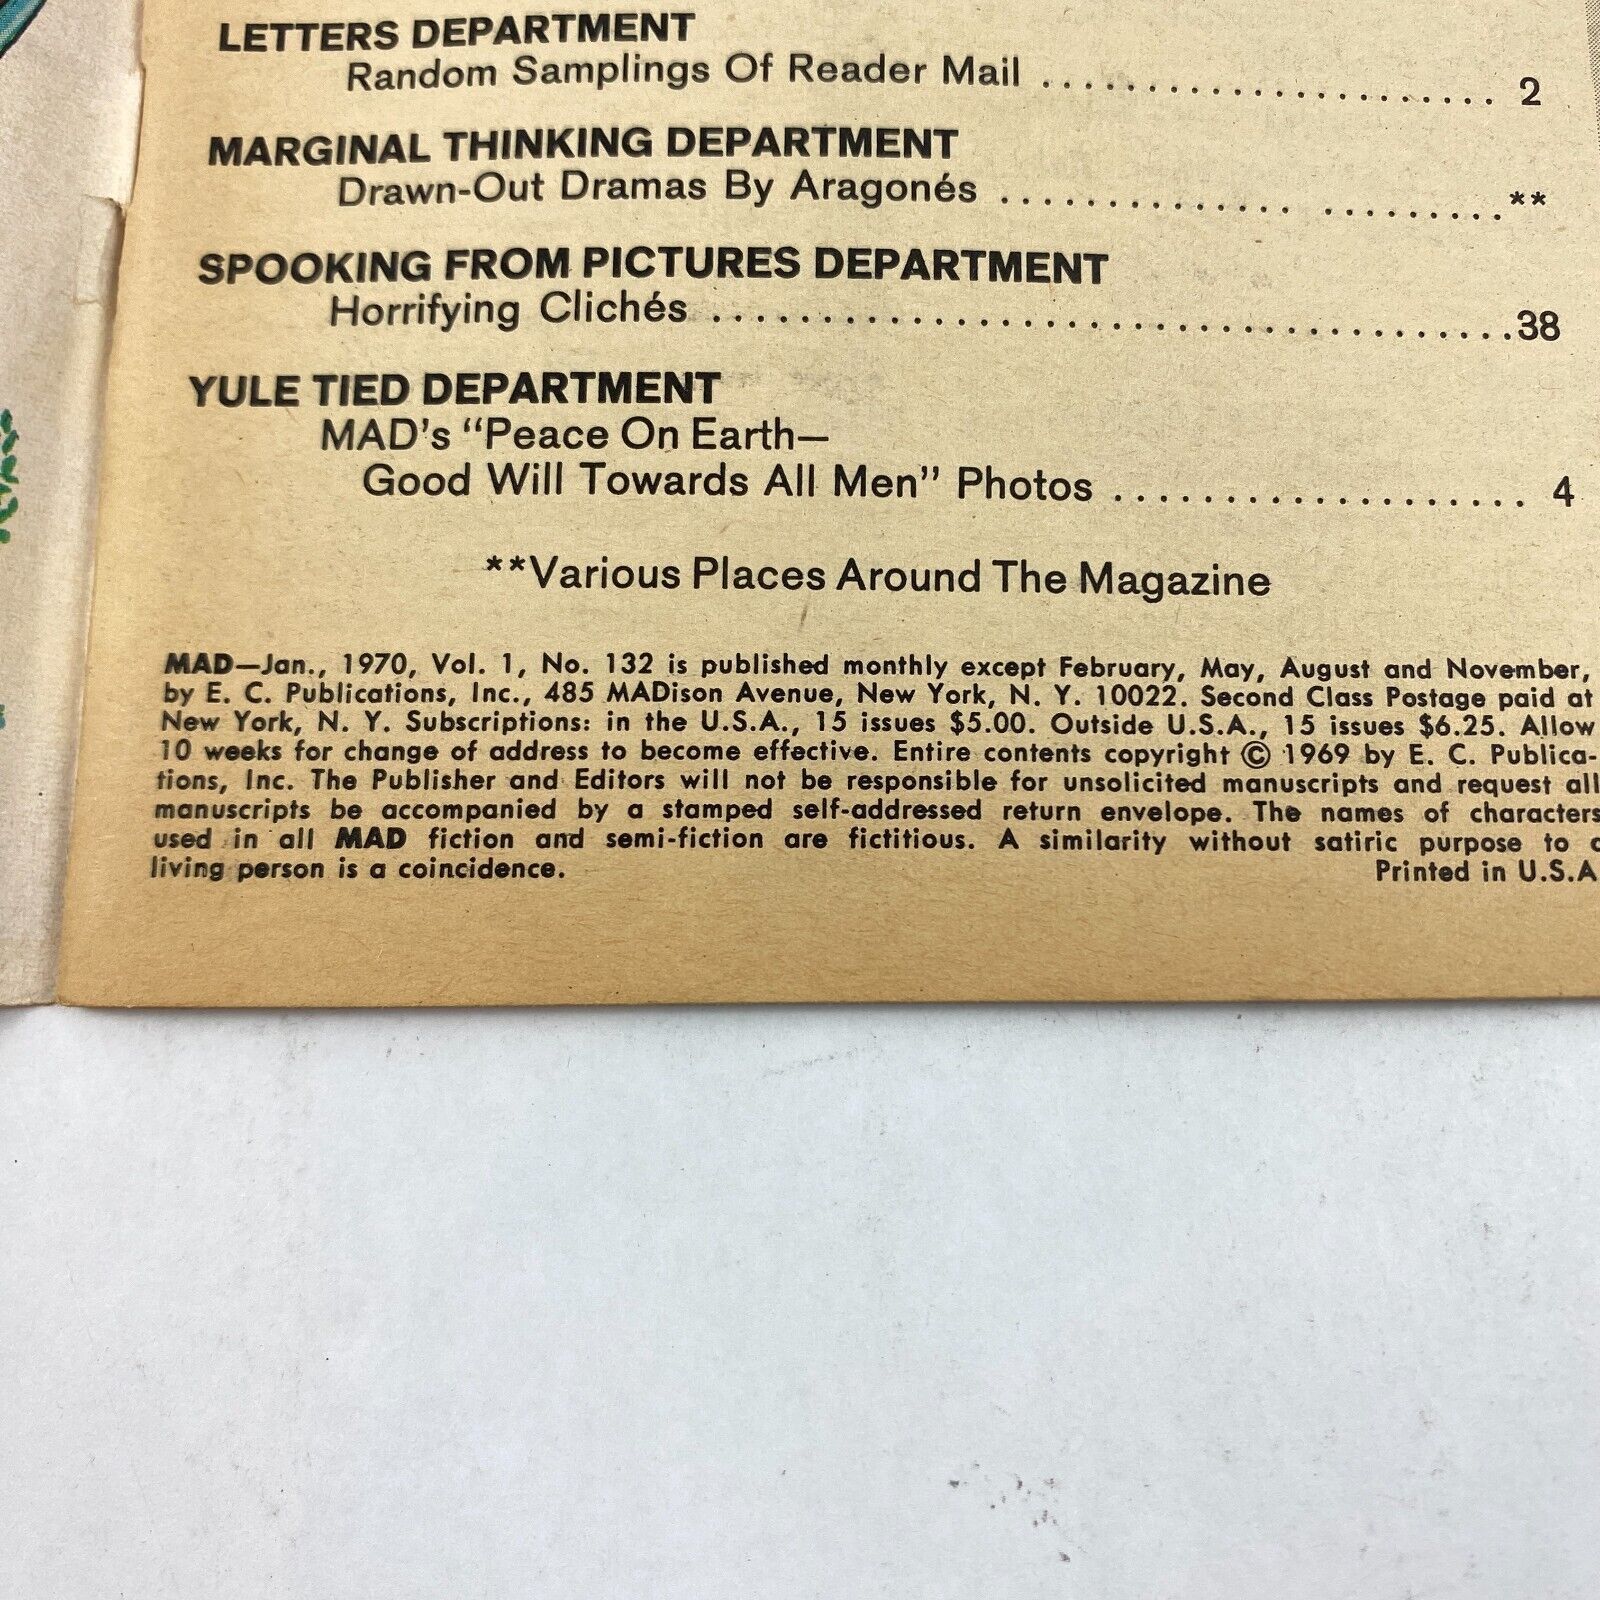 LETTERS DEPARTMENT
Random Samplings Of Reader Mail ........................ 2
MARGINAL THINKING DEPARTMENT
Drawn-Out Dramas By Aragonés ........................**
SPOOKING FROM PICTURES DEPARTMENT
Horrifying Clichés ......................................38
YULE TIED DEPARTMENT
MAD's "Peace On Earth—
Good Will Towards All Men" Photos ................... 4
**Various Places Around The Magazine
MAD—Jan., 1970, Vol. 1, No. 132 is published monthly except February, May, August and November,
by E. C. Publications, Inc., 485 MADison Avenue, New York, N. Y. 10022. Second Class Postage paid at
New York, N. Y. Subscriptions: in the U.S.A., 15 issues $5.00. Outside U.S.A., 15 issues $6.25. Allow
10 weeks for change of address to become effective. Entire contents copyright © 1969 by E. C. Publica-
tions, Inc. The Publisher and Editors will not be responsible for unsolicited manuscripts and request all
manuscripts be accompanied by a stamped self-addressed return envelope. The names of characters
used in all MAD fiction and semi-fiction are fictitious. A similarity without satiric purpose to a
living person is a coincidence. Printed in U.S.A